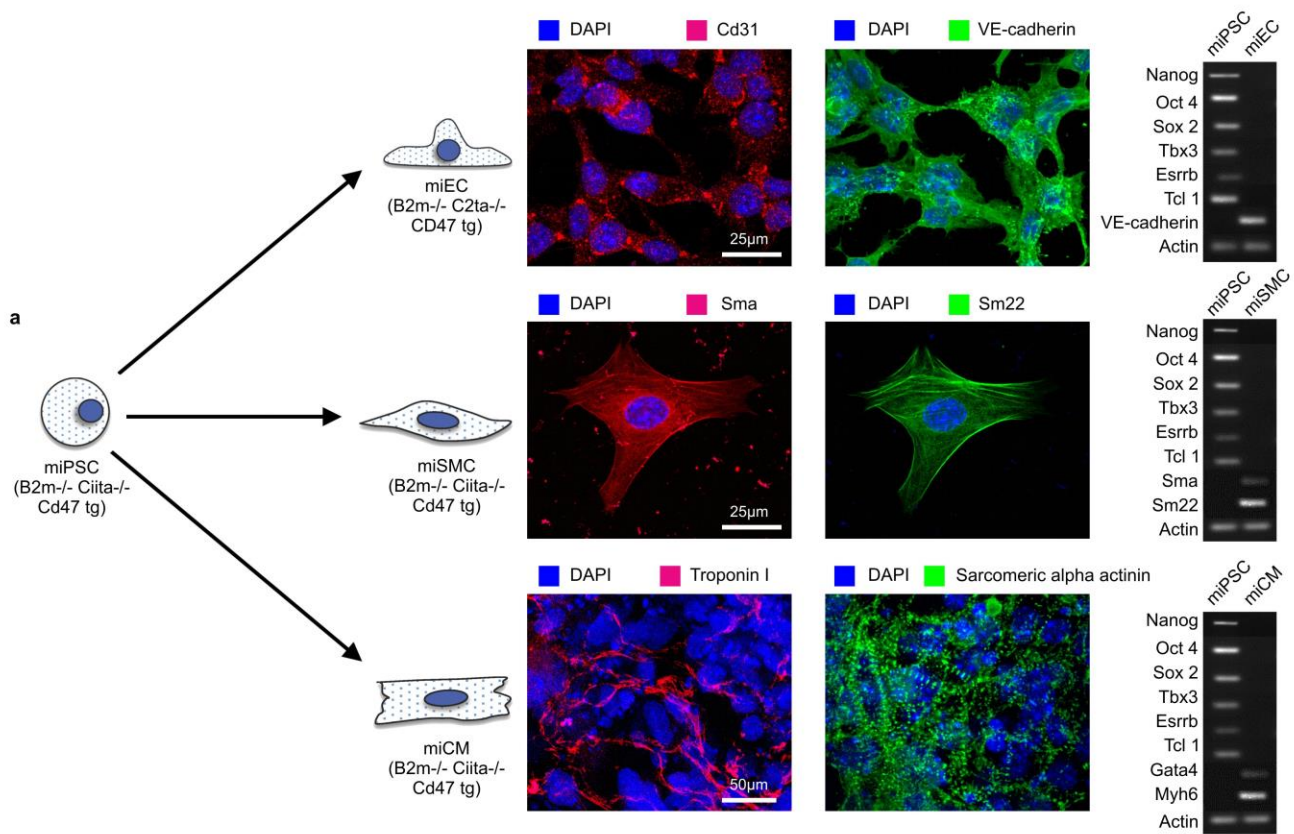 DAPI Cd31 DAPI VE-cadherin
miPSC miEC
Nanog
Oct 4
Sox 2
Tbx3
Esrrb
Tcl 1
VE-cadherin
Actin
miEC
(B2m-/- C2ta-/-
CD47 tg)
25µm
a
DAPI Sma DAPI Sm22
miPSC miSMC
Nanog
Oct 4
Sox 2
Tbx3
Esrrb
Tcl 1
Sma
Sm22
Actin
miPSC
(B2m-/- Ciita-/-
Cd47 tg)
miSMC
(B2m-/- Ciita-/-
Cd47 tg)
25µm
DAPI Troponin I DAPI Sarcomeric alpha actinin
miPSC miCM
Nanog
Oct 4
Sox 2
Tbx3
Esrrb
Tcl 1
Gata4
Myh6
Actin
miCM
(B2m-/- Ciita-/-
Cd47 tg)
50µm